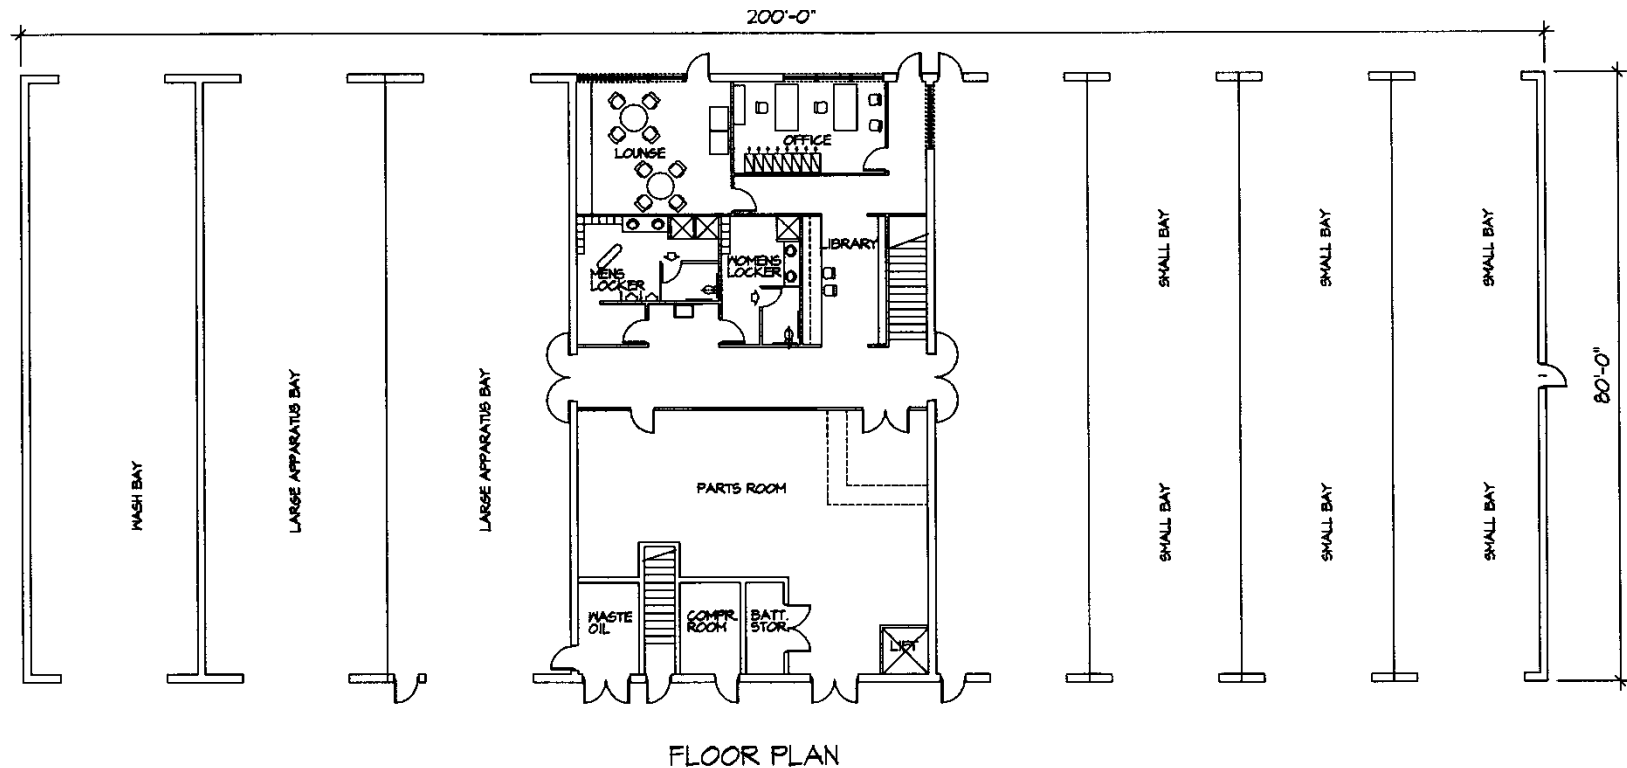 200'-0"
OFFICE
LOUNGE
LIBRARY
WOMENS
LOCKER
MENS
LOCKER
SMALL BAY
SMALL BAY
SMALL BAY
80'-0"
WASH BAY
LARGE APPARATUS BAY
LARGE APPARATUS BAY
PARTS ROOM
SMALL BAY
SMALL BAY
SMALL BAY
WASTE
OIL
COMPR.
ROOM
BATT.
STOR.
LIFT
FLOOR PLAN